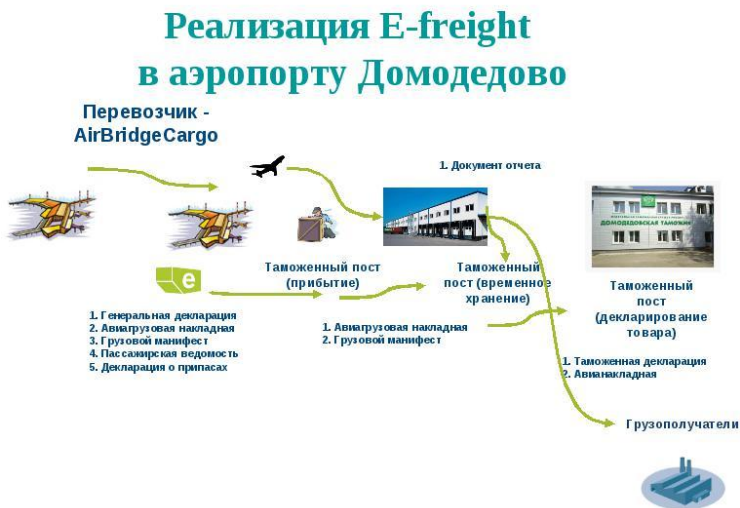 Реализация E-freight
в аэропорту Домодедово
Перевозчик -
AirBridgeCargo
1. Документ отчета
ДОМОДЕДОВСКАЯ ТАМОЖНЯ
e
Таможенный пост
(прибытие)
Таможенный
пост (временное
хранение)
Таможенный
пост
(декларирование
товара)
1. Генеральная декларация
2. Авиагрузовая накладная
3. Грузовой манифест
4. Пассажирская ведомость
5. Декларация о припасах
1. Авиагрузовая накладная
2. Грузовой манифест
1. Таможенная декларация
2. Авианакладная
Грузополучатели